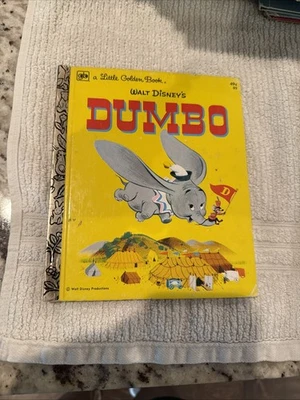 a Little Golden Book
WALT DISNEY'S
DUMBO
D
© Walt Disney Productions